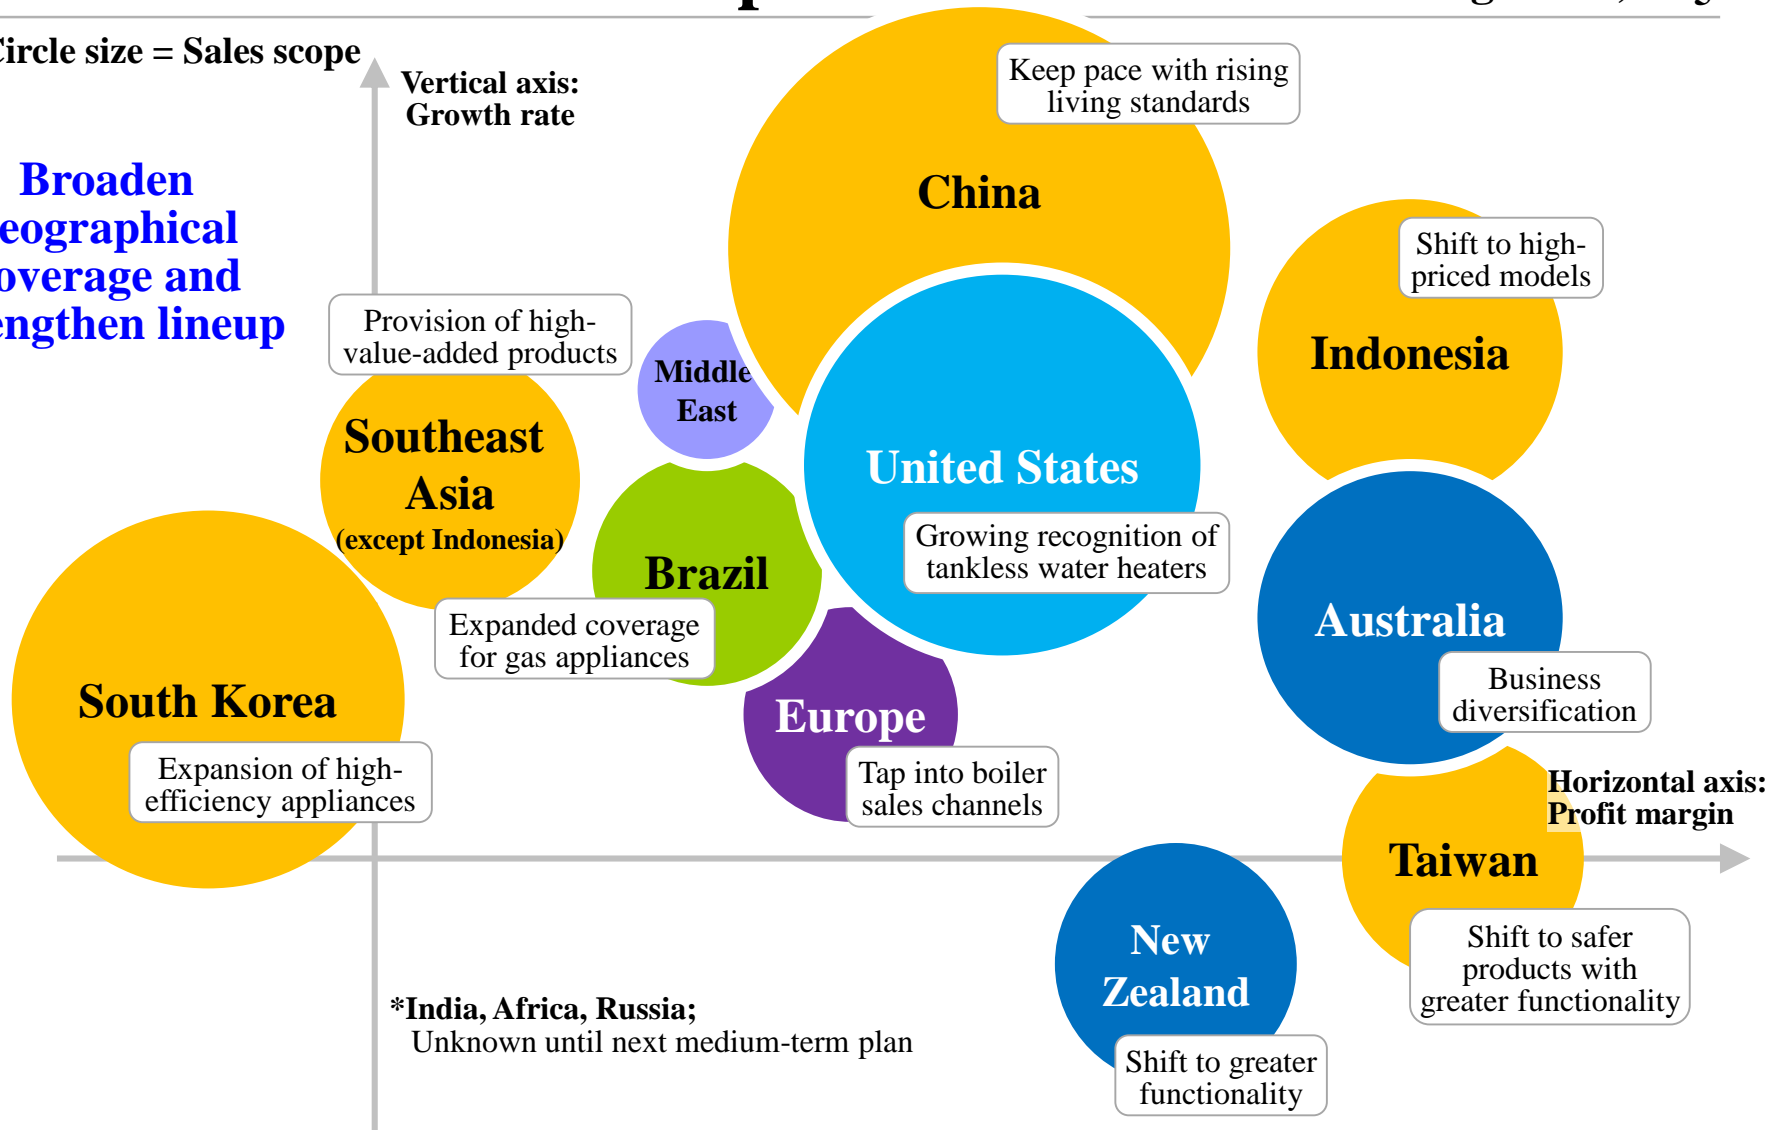 Circle size = Sales scope
Vertical axis:
Growth rate
Keep pace with rising
living standards
China
Broaden
eographical
overage and
engthen lineup
Shift to high-
priced models
Indonesia
Provision of high-
value-added products
Middle
East
Southeast
Asia
(except Indonesia)
United States
Growing recognition of
tankless water heaters
Brazil
Expanded coverage
for gas appliances
Australia
Business
diversification
South Korea
Expansion of high-
efficiency appliances
Europe
Tap into boiler
sales channels
Horizontal axis:
Profit margin
Taiwan
Shift to safer
products with
greater functionality
New
Zealand
Shift to greater
functionality
*India, Africa, Russia;
Unknown until next medium-term plan